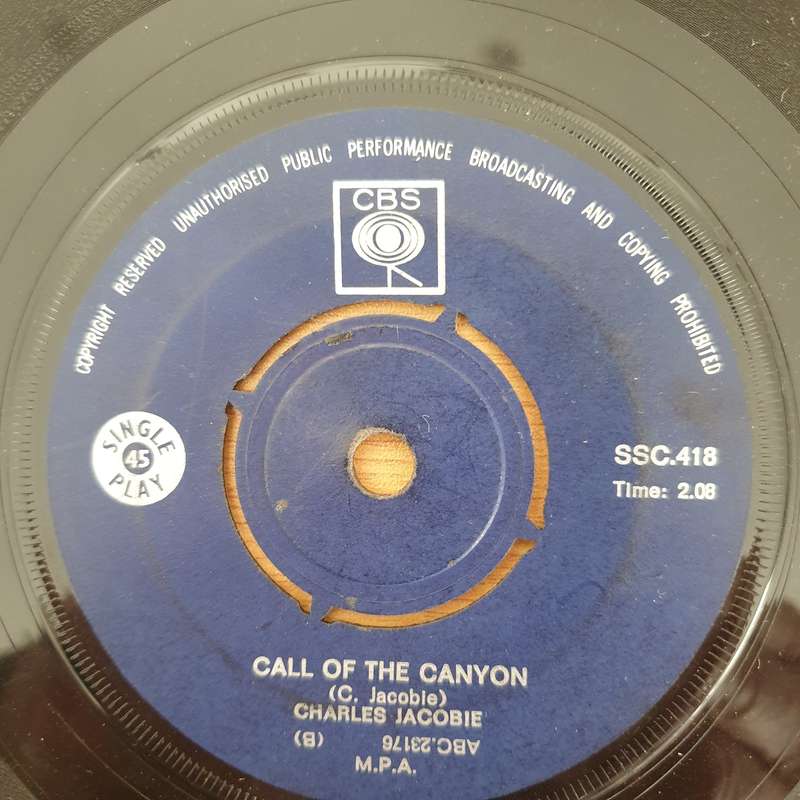 COPYRIGHT RESERVED UNAUTHORISED PUBLIC PERFORMANCE BROADCASTING AND COPYING PROHIBITED
CBS
SINGLE
45
PLAY
SSC.418
Time: 2.08
CALL OF THE CANYON
(C. Jacobie)
CHARLES JACOBIE
(B) ABC.23176
M.P.A.